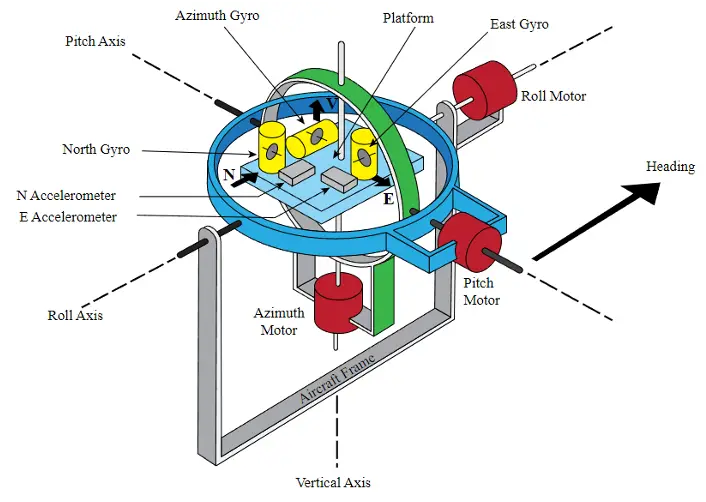 Azimuth Gyro
Platform
East Gyro
Pitch Axis
Roll Motor
V
North Gyro
N
Heading
N Accelerometer
E Accelerometer
E
Roll Axis
Azimuth
Motor
Pitch
Motor
Aircraft Frame
Vertical Axis